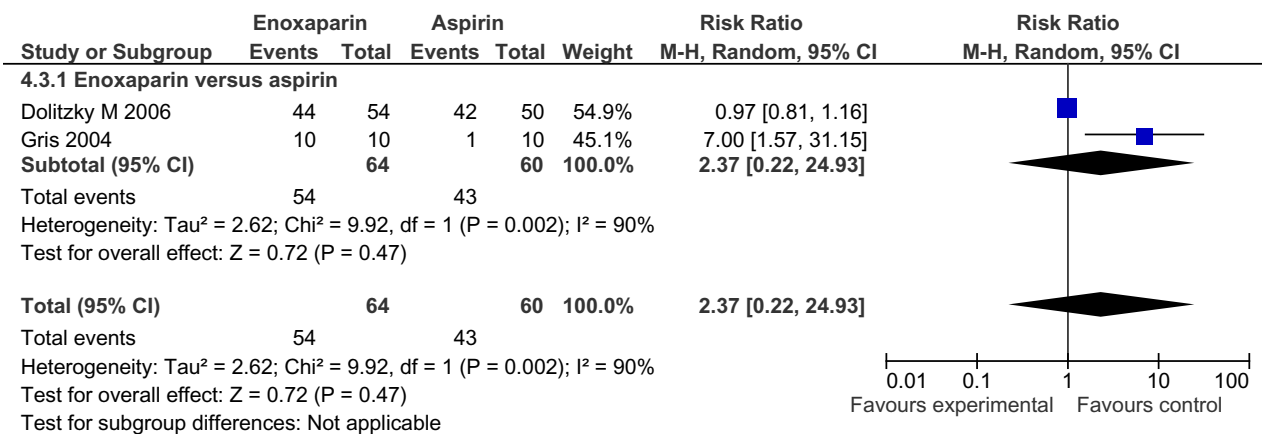 Enoxaparin Aspirin Risk Ratio Risk Ratio
Study or Subgroup Events Total Events Total Weight M-H, Random, 95% CI M-H, Random, 95% CI
4.3.1 Enoxaparin versus aspirin
Dolitzky M 2006 44 54 42 50 54.9% 0.97 [0.81, 1.16]
Gris 2004 10 10 1 10 45.1% 7.00 [1.57, 31.15]
Subtotal (95% CI) 64 60 100.0% 2.37 [0.22, 24.93]
Total events 54 43
Heterogeneity: Tau² = 2.62; Chi² = 9.92, df = 1 (P = 0.002); I² = 90%
Test for overall effect: Z = 0.72 (P = 0.47)
Total (95% CI) 64 60 100.0% 2.37 [0.22, 24.93]
Total events 54 43
Heterogeneity: Tau² = 2.62; Chi² = 9.92, df = 1 (P = 0.002); I² = 90%
Test for overall effect: Z = 0.72 (P = 0.47)
Test for subgroup differences: Not applicable
0.01 0.1 1 10 100
Favours experimental Favours control